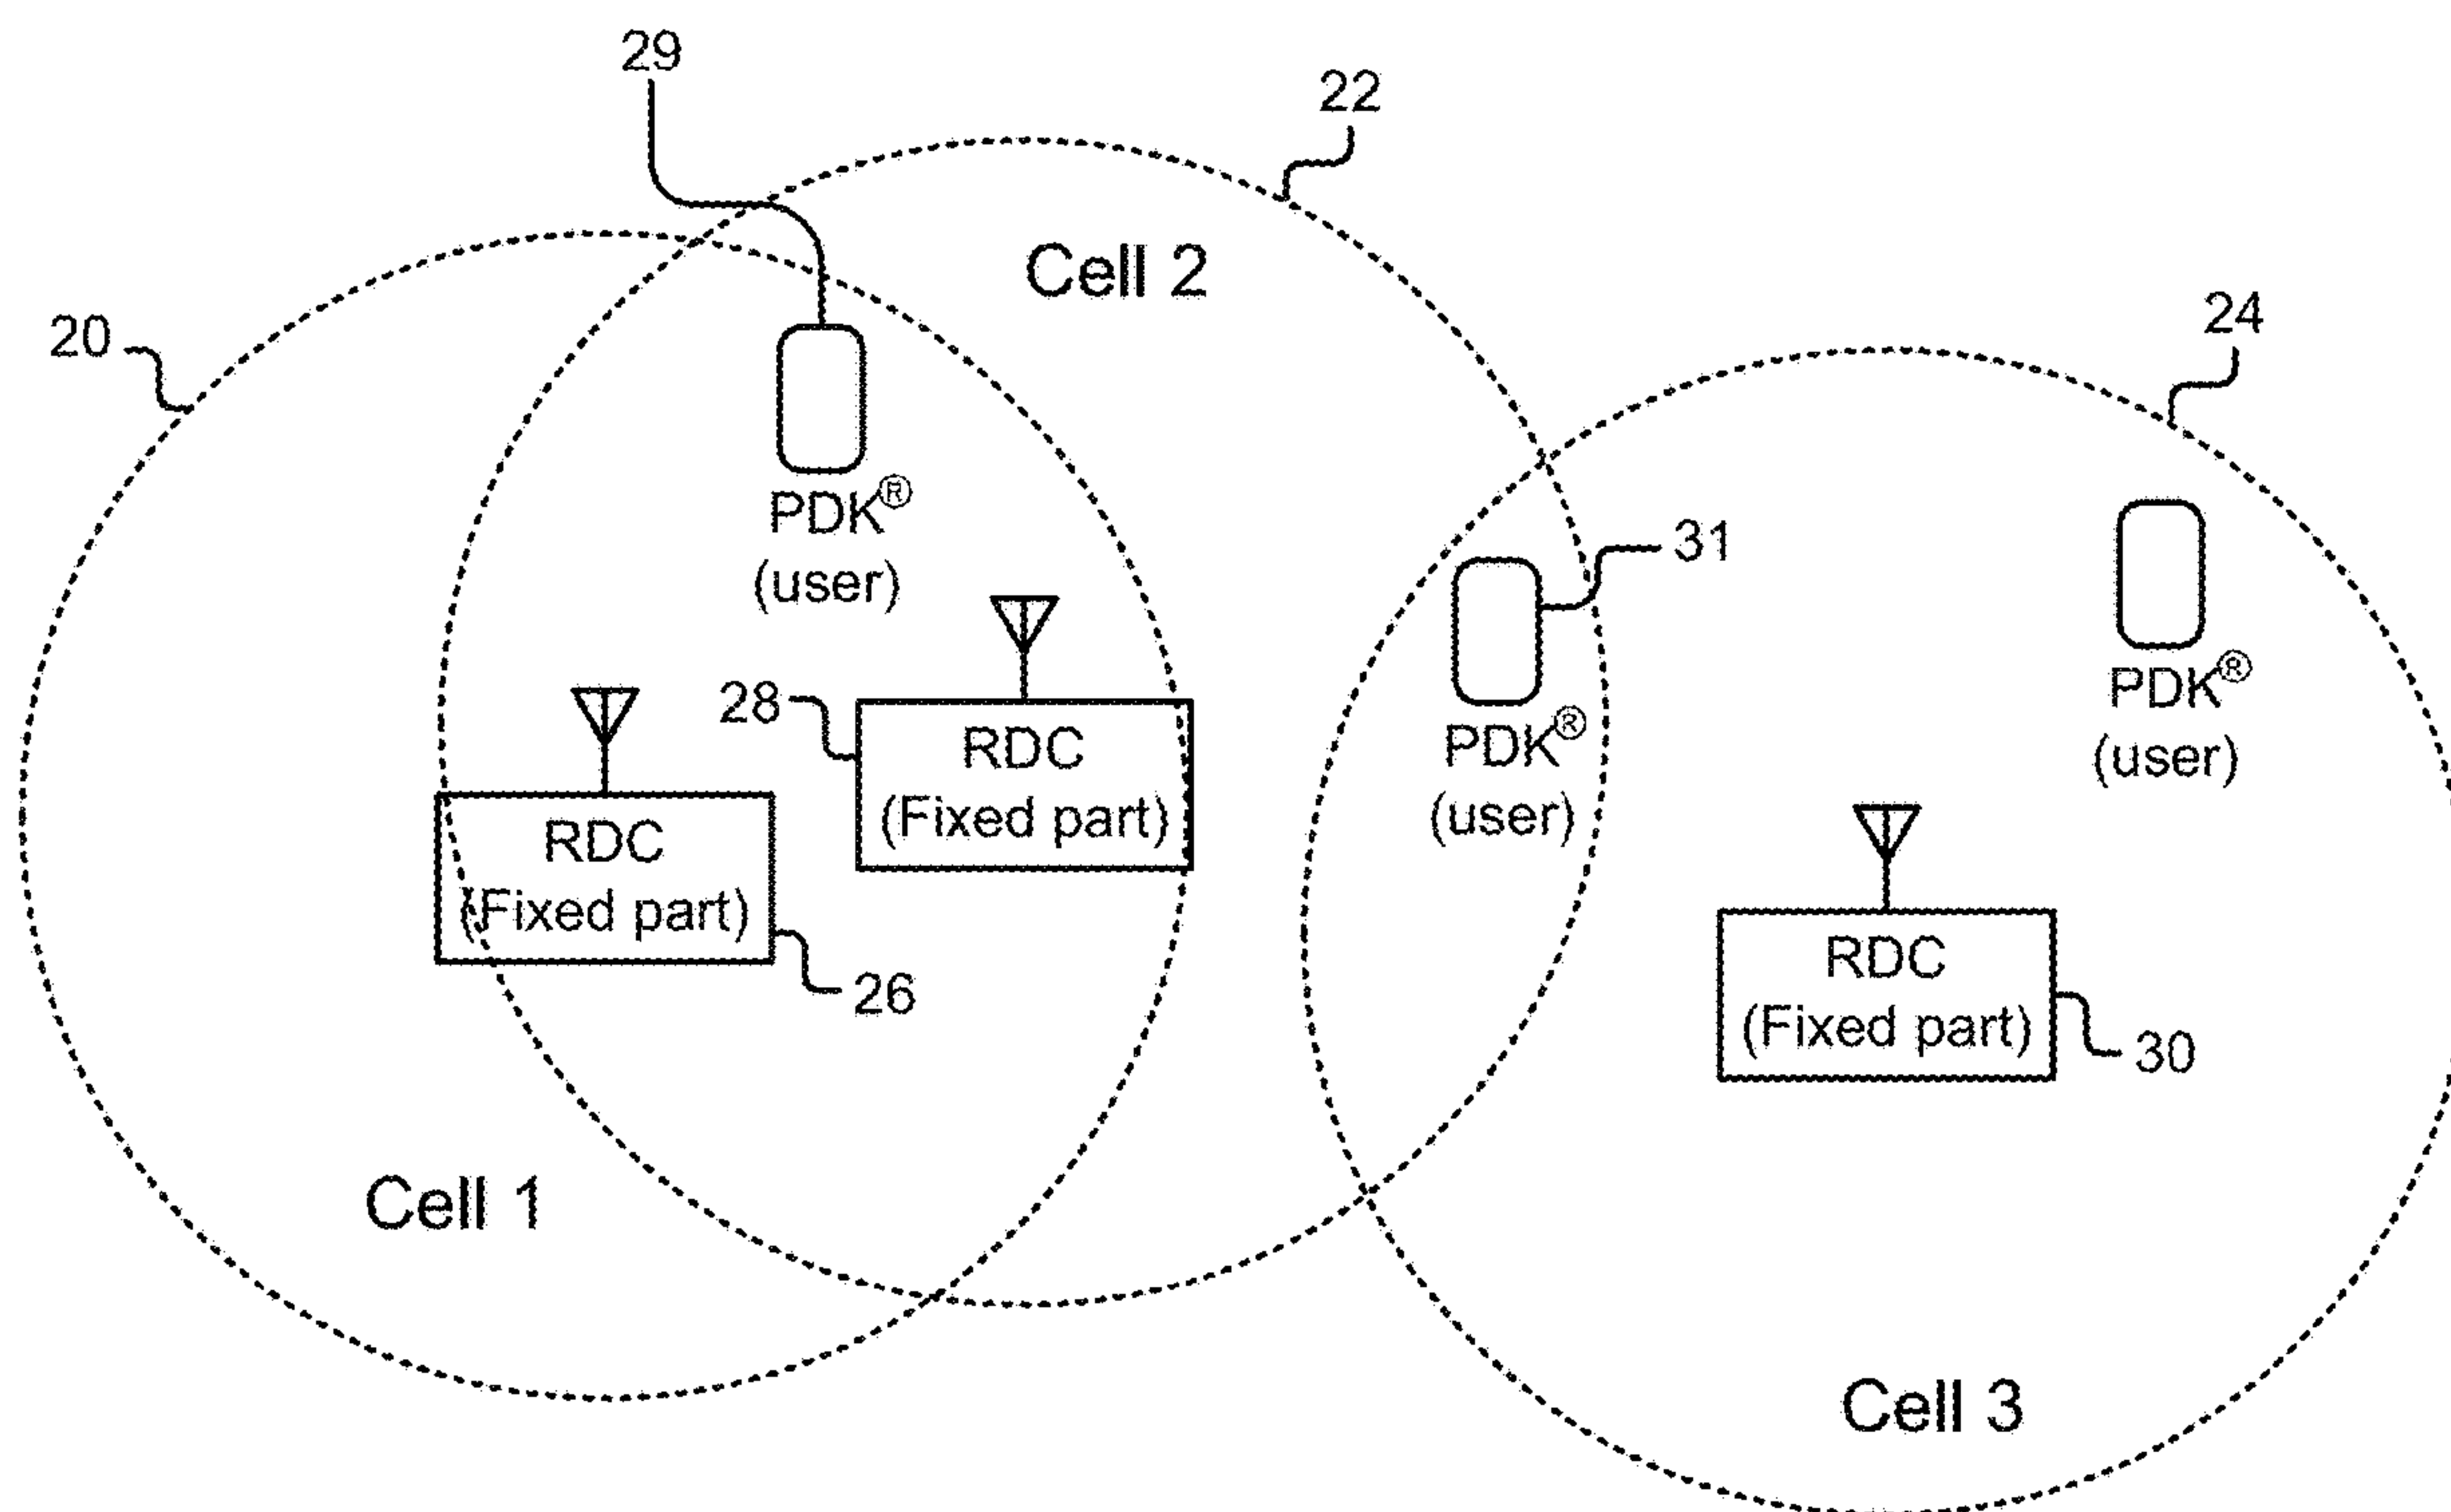 29
22
Cell 2
20
24
PDK®
(user)
31
28
RDC
(Fixed part)
PDK®
(user)
PDK®
(user)
RDC
(Fixed part)
26
RDC
(Fixed part)
30
Cell 1
Cell 3